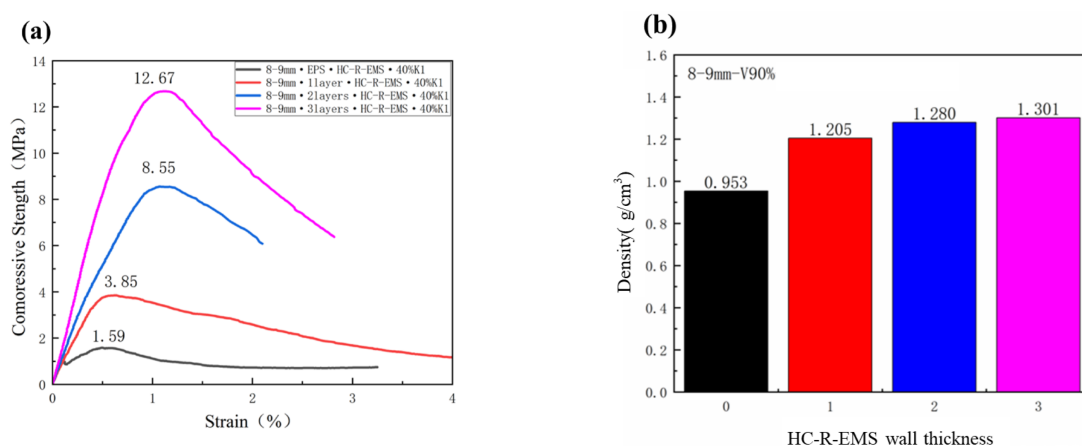 (a)
14
12
10
8
6
4
2
0
Comoressive Stength (MPa)
12.67
8.55
3.85
1.59
8-9mm·EPS·HC-R-EMS·40%K1
8-9mm·1layer·HC-R-EMS·40%K1
8-9mm·2layers·HC-R-EMS·40%K1
8-9mm·3layers·HC-R-EMS·40%K1
0 1 2 3 4
Strain (%)
(b)
1.6
1.4
1.2
1.0
0.8
0.6
0.4
0.2
0.0
Density( g/cm³)
8-9mm-V90%
0.953
1.205
1.280
1.301
0 1 2 3
HC-R-EMS wall thickness